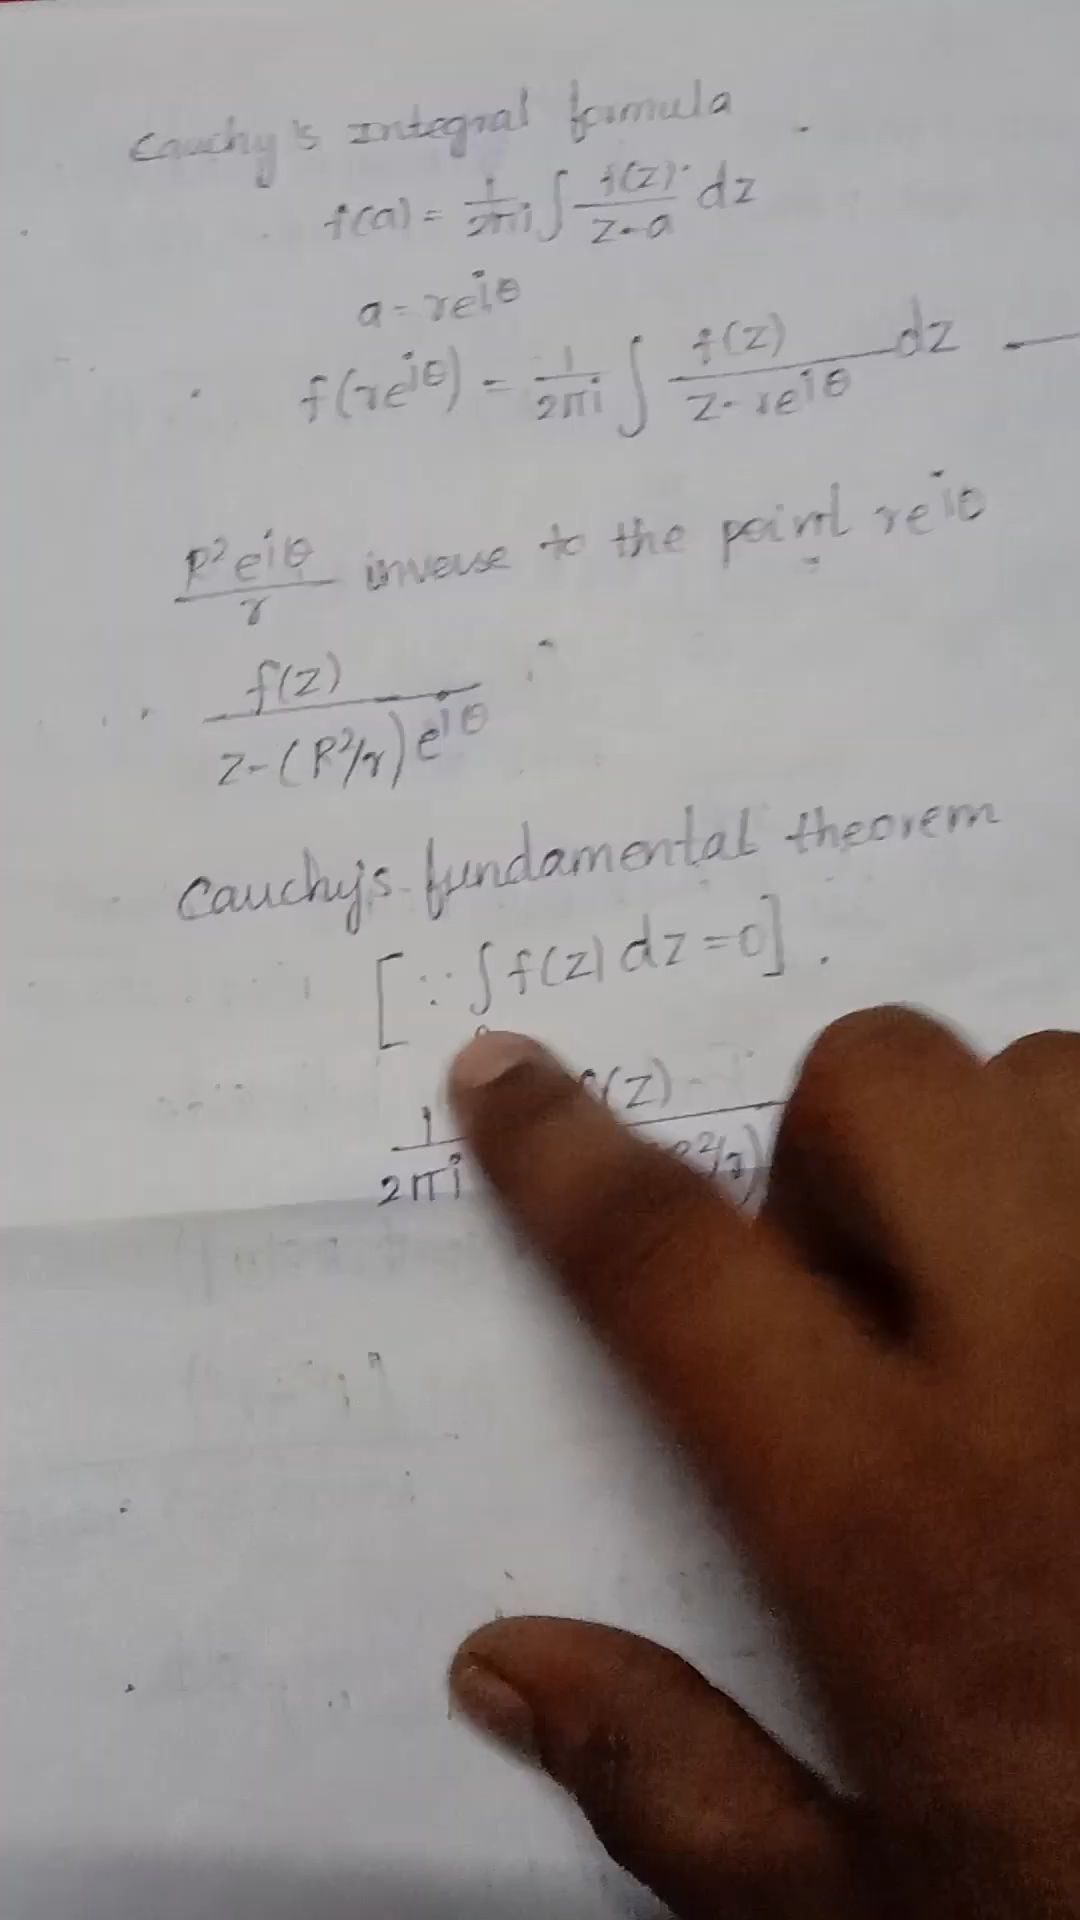 Cauchy's Integral formula
f(a) = 1/2πi ∫ f(z)/z-a dz
a = re^iθ
f(re^iθ) = 1/2πi ∫ f(z)/z-re^iθ dz —
R²e^iθ/r inverse to the point re^iθ
f(z)/z-(R²/r)e^iθ
Cauchy's fundamental theorem
[∵ ∫ f(z) dz = 0].
1/2πi f(z)/R²/r)